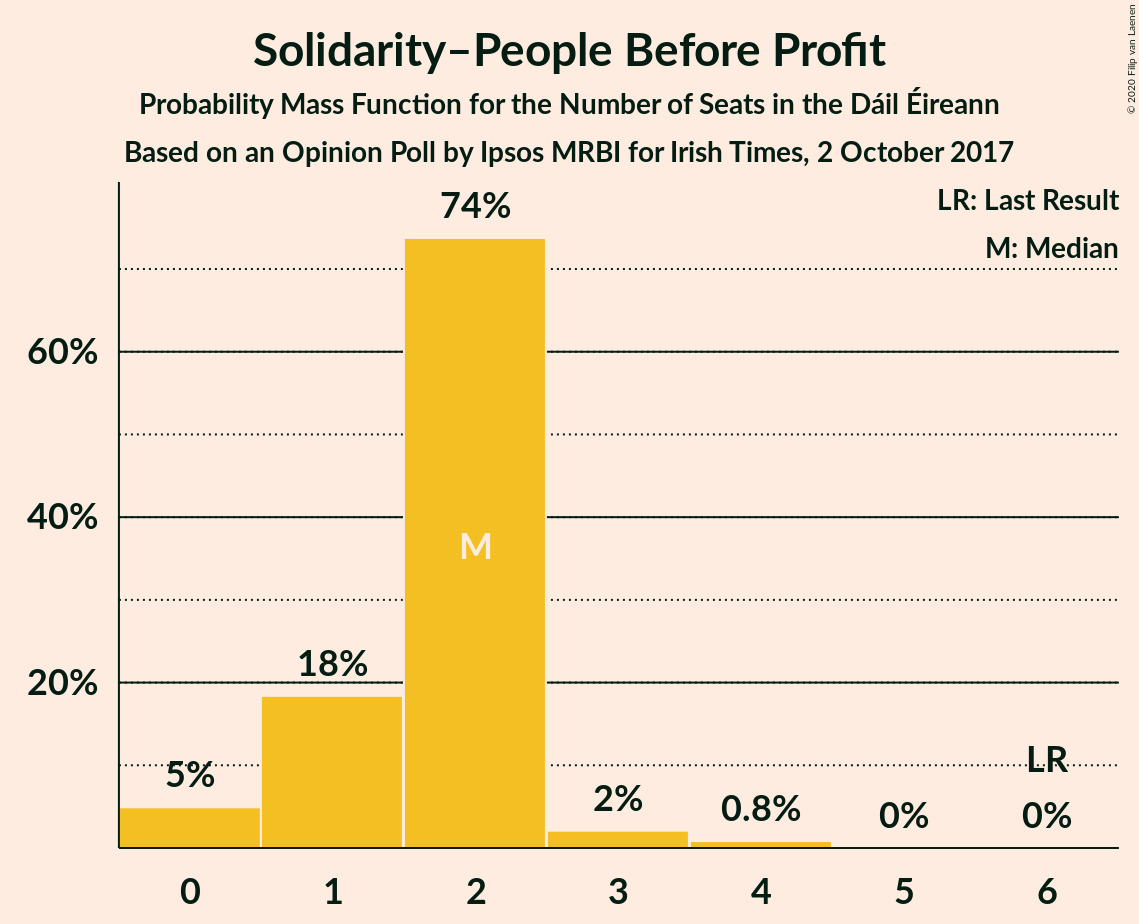 Solidarity–People Before Profit
Probability Mass Function for the Number of Seats in the Dáil Éireann
Based on an Opinion Poll by Ipsos MRBI for Irish Times, 2 October 2017
© 2020 Filip van Laenen
LR: Last Result
M: Median
74%
60%
40%
M
18%
20%
5%
2%
0.8%
0%
LR
0%
0 1 2 3 4 5 6